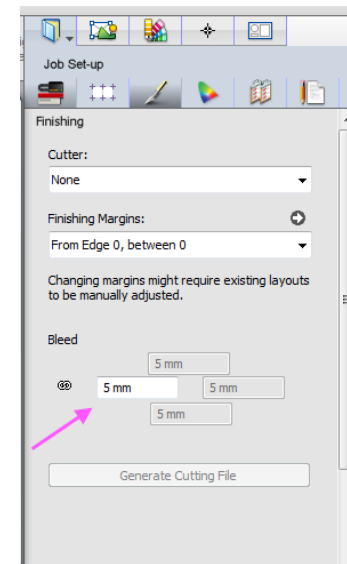 Job Set-up
Finishing
Cutter:
None
Finishing Margins:
From Edge 0, between 0
Changing margins might require existing layouts
to be manually adjusted.
Bleed
5 mm
5 mm
5 mm
5 mm
Generate Cutting File